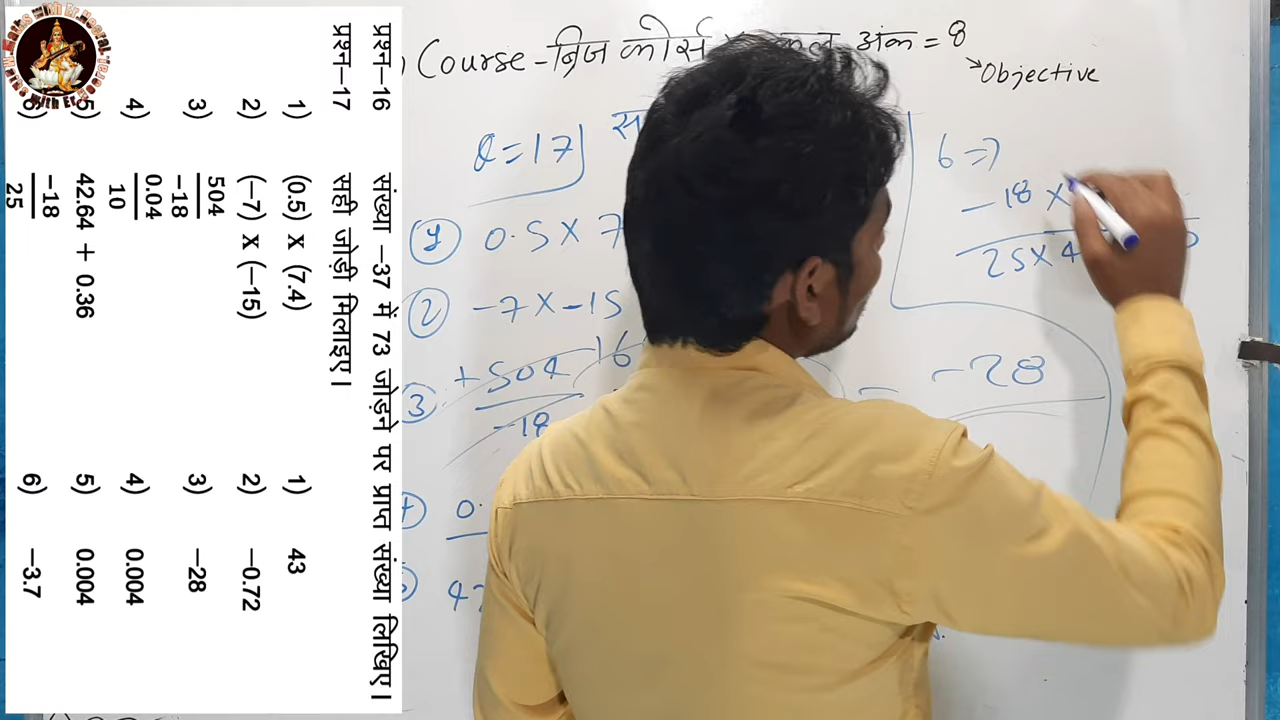 प्रश्न–16 संख्या –37 में 73 जोड़ने पर प्राप्त संख्या लिखिए।
प्रश्न–17 सही जोड़ी मिलाइए।
1) (0.5) x (7.4) 1) 43
2) (–7) x (–15) 2) –0.72
3) 504/–18 3) –28
4) 0.04/10 4) 0.004
5) 42.64 + 0.36 5) 0.004
6) –18/25 6) –3.7
Course - ब्रिज कोर्स अंक = 8
→Objective
Q=17
① 0.5 x 7
② -7 x -15
③ +504 16
-18
= -28
6 ⇒
-18 x
25 x 4